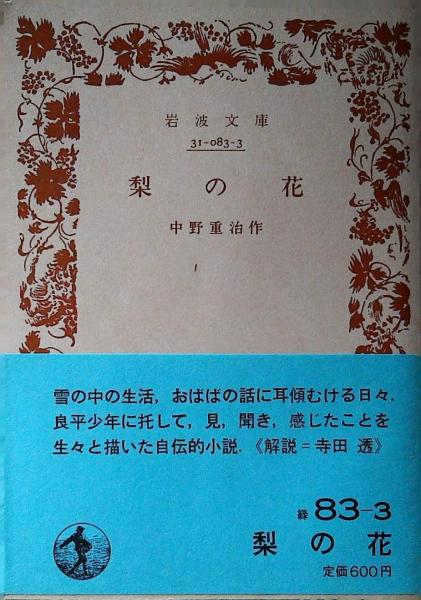 岩波文庫
31-083-3
梨の花
中野重治作
雪の中の生活，おばばの話に耳傾むける日々．
良平少年に托して，見，聞き，感じたことを
生々と描いた自伝的小説．《解説＝寺田 透》
緑 83-3
梨の花
定価600円